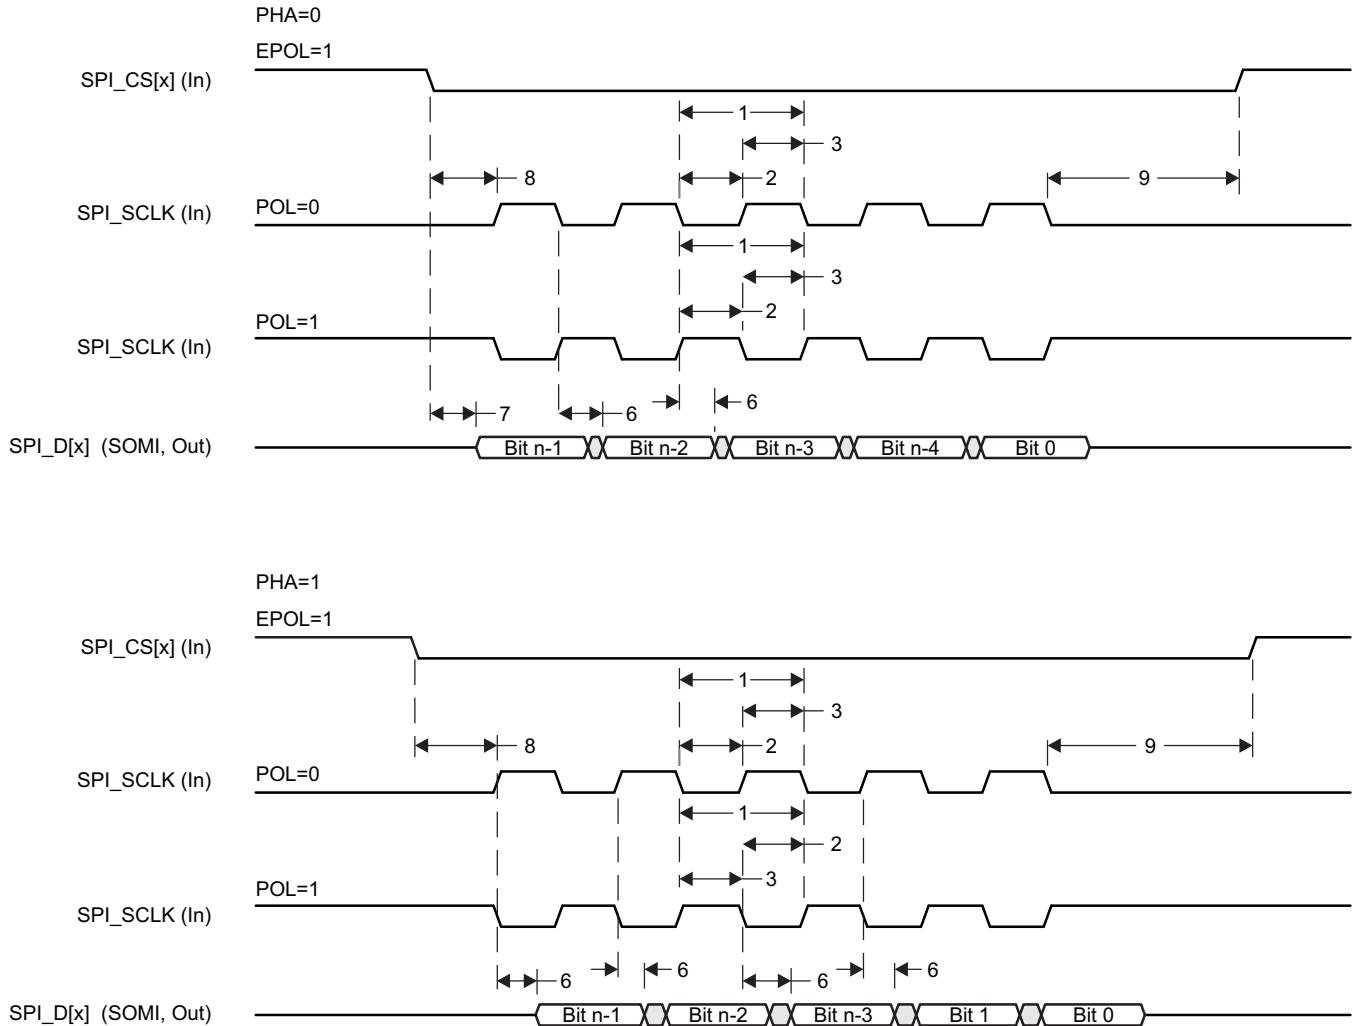 PHA=0
EPOL=1
SPI_CS[x] (In)
1
3
8
2
9
SPI_SCLK (In)
POL=0
1
3
2
POL=1
SPI_SCLK (In)
7
6
6
SPI_D[x] (SOMI, Out)
Bit n-1
Bit n-2
Bit n-3
Bit n-4
Bit 0
PHA=1
EPOL=1
SPI_CS[x] (In)
1
3
8
2
9
SPI_SCLK (In)
POL=0
1
2
3
POL=1
SPI_SCLK (In)
6
6
6
6
SPI_D[x] (SOMI, Out)
Bit n-1
Bit n-2
Bit n-3
Bit 1
Bit 0